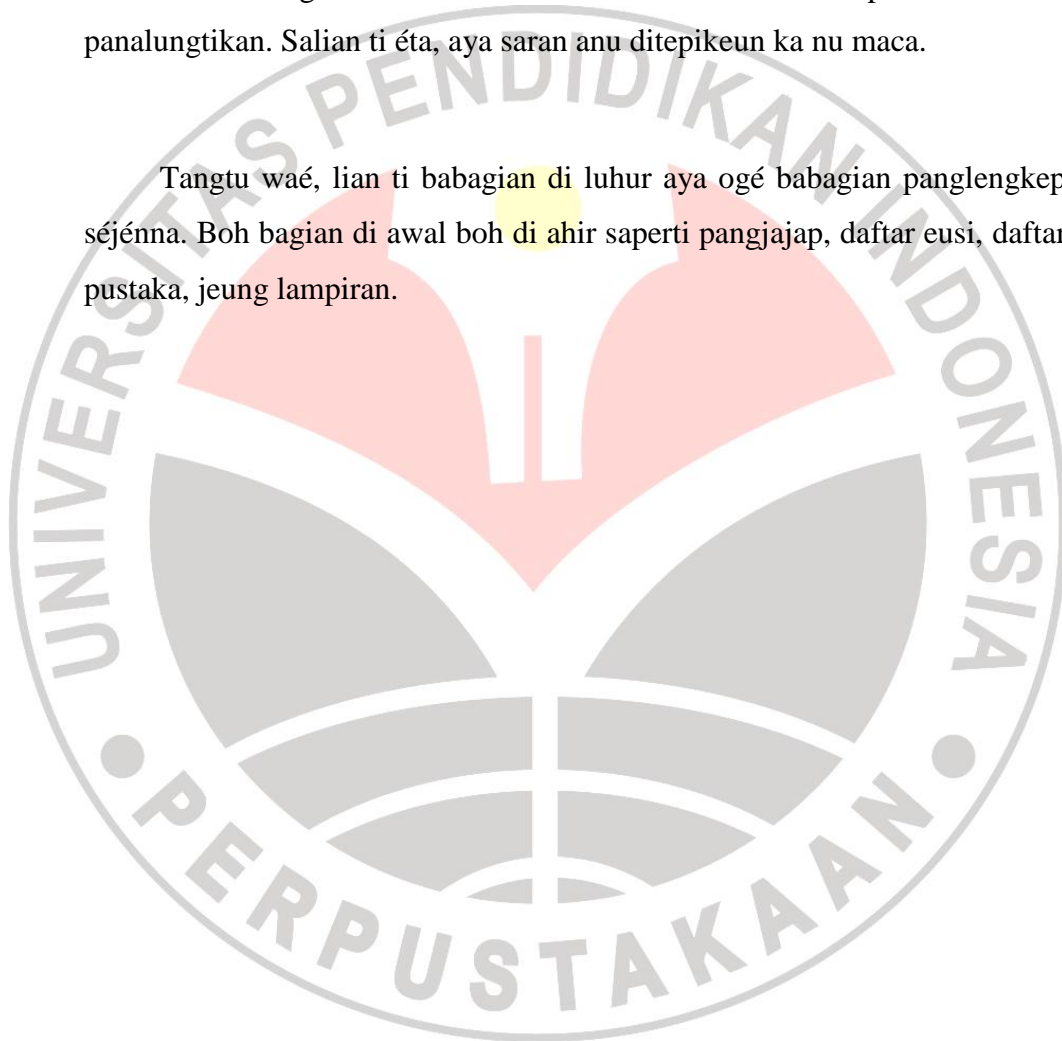 panalungtikan. Salian ti éta, aya saran anu ditepikeun ka nu maca.
Tangtu waé, lian ti babagian di luhur aya ogé babagian panglengkep
séjénna. Boh bagian di awal boh di ahir saperti pangjajap, daftar eusi, daftar
pustaka, jeung lampiran.
UNIVERSITAS PENDIDIKAN INDONESIA
PERPUSTAKAAN